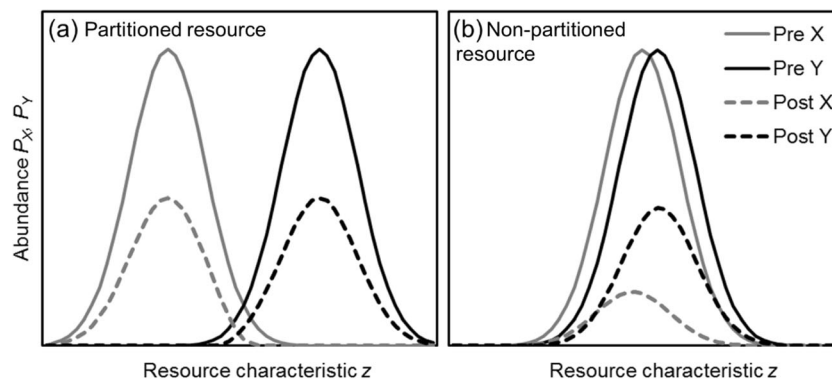 (a) Partitioned resource
(b) Non-partitioned
resource
Pre X
Pre Y
Post X
Post Y
Abundance P_X, P_Y
Resource characteristic z
Resource characteristic z